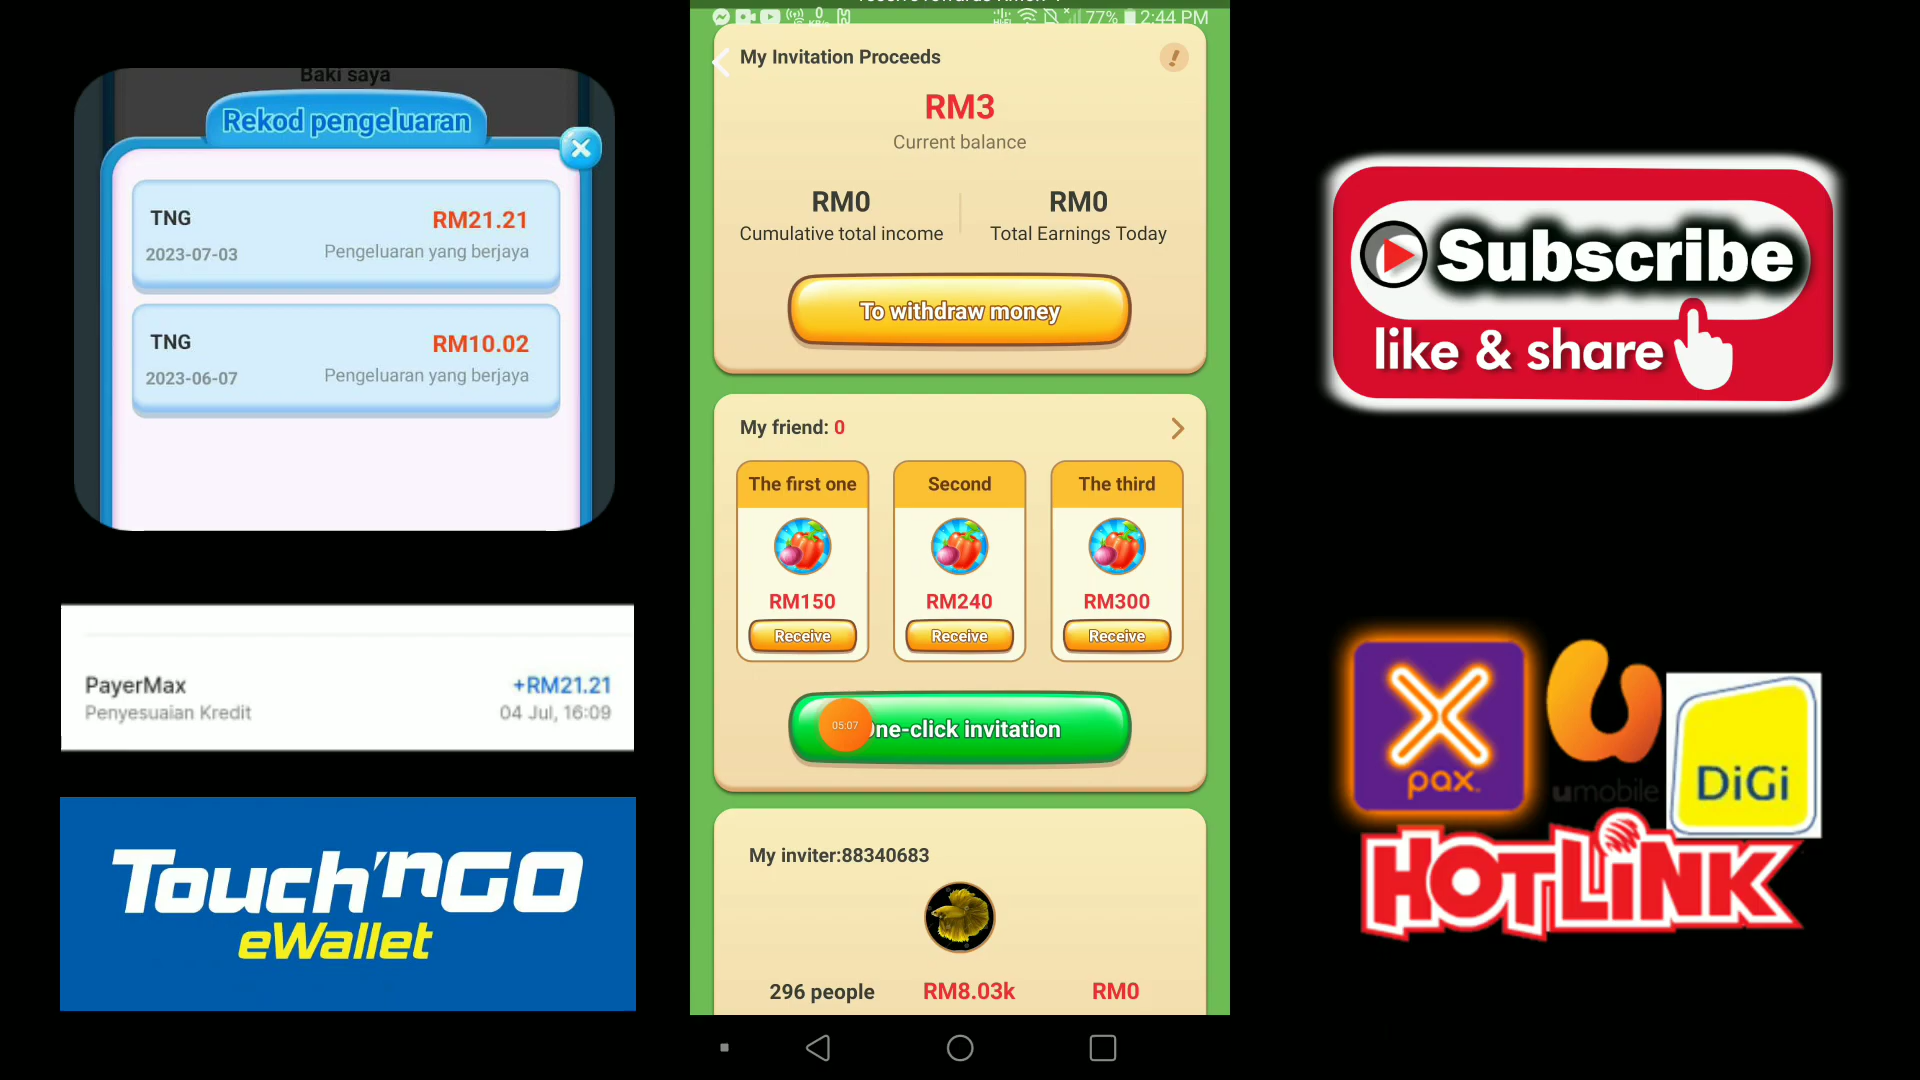 Baki saya
Rekod pengeluaran
TNG
RM21.21
2023-07-03
Pengeluaran yang berjaya
TNG
RM10.02
2023-06-07
Pengeluaran yang berjaya
PayerMax
+RM21.21
Penyesuaian Kredit
04 Jul, 16:09
Touch'nGO
eWallet
77% 2:44 PM
My Invitation Proceeds
RM3
Current balance
RM0
Cumulative total income
RM0
Total Earnings Today
To withdraw money
My friend: 0
The first one
RM150
Receive
Second
RM240
Receive
The third
RM300
Receive
05:07
One-click invitation
My inviter:88340683
296 people
RM8.03k
RM0
Subscribe
like & share
X
pax.
umobile
DiGi
HOTLINK